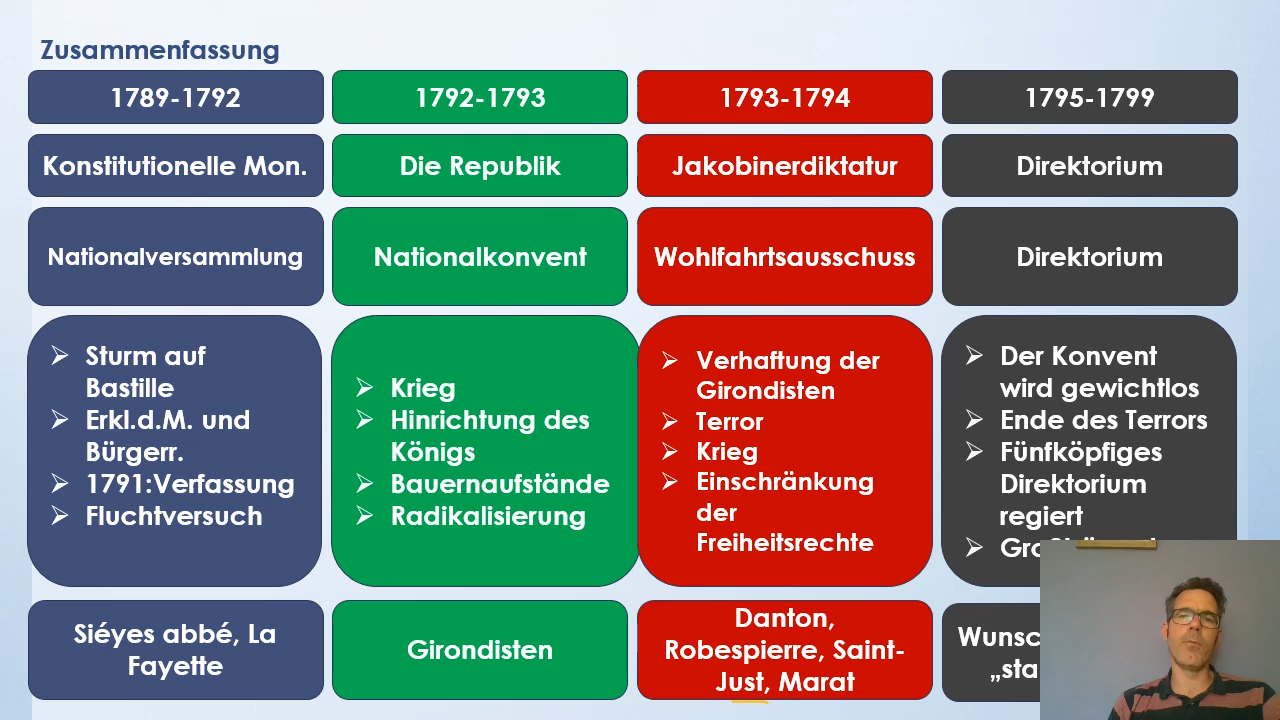 Zusammenfassung
1789-1792
1792-1793
1793-1794
1795-1799
Konstitutionelle Mon.
Die Republik
Jakobinerdiktatur
Direktorium
Nationalversammlung
Nationalkonvent
Wohlfahrtsausschuss
Direktorium
Sturm auf
Bastille
Erkl.d.M. und
Bürgerr.
1791:Verfassung
Fluchtversuch
Krieg
Hinrichtung des
Königs
Bauernaufstände
Radikalisierung
Verhaftung der
Girondisten
Terror
Krieg
Einschränkung
der
Freiheitsrechte
Der Konvent
wird gewichtlos
Ende des Terrors
Fünfköpfiges
Direktorium
regiert
Siéyes abbé, La
Fayette
Girondisten
Danton,
Robespierre, Saint-
Just, Marat